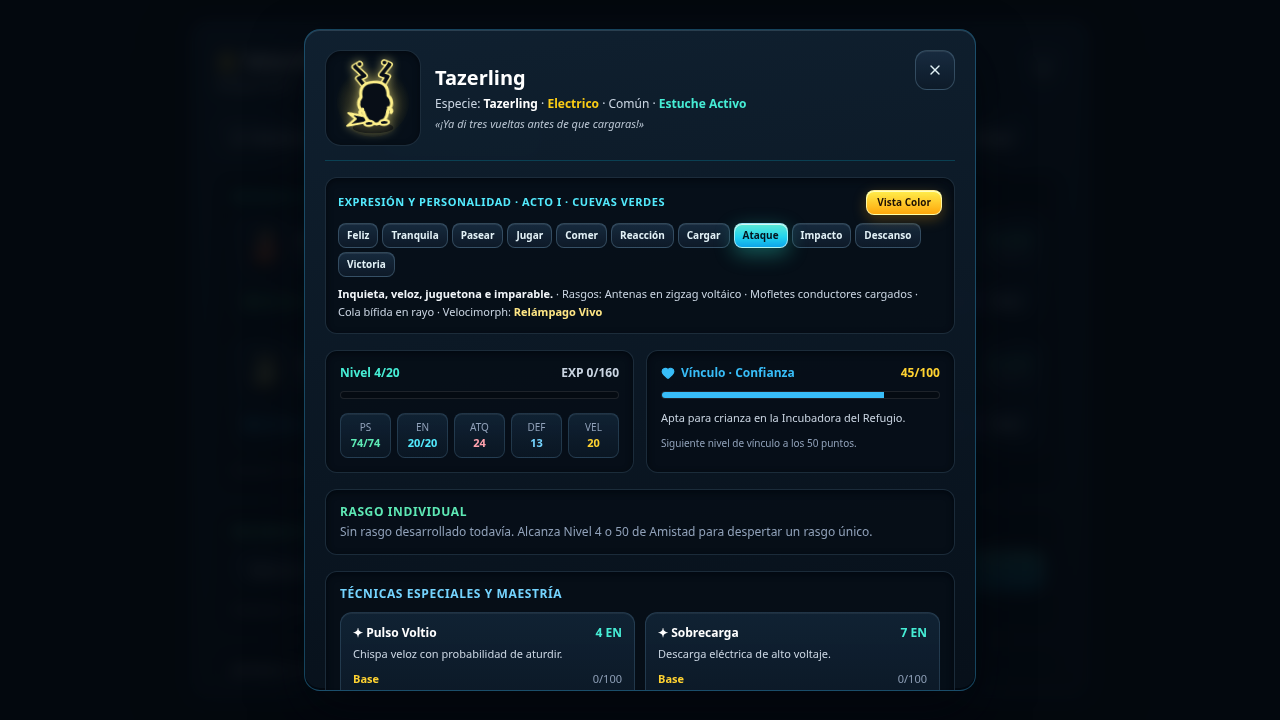 Tazerling
Especie: Tazerling · Electrico · Común · Estuche Activo
«¡Ya di tres vueltas antes de que cargaras!»
EXPRESIÓN Y PERSONALIDAD · ACTO I · CUEVAS VERDES
Vista Color
Feliz Tranquila Pasear Jugar Comer Reacción Cargar Ataque Impacto Descanso
Victoria
Inquieta, veloz, juguetona e imparable. · Rasgos: Antenas en zigzag voltáico · Mofletes conductores cargados ·
Cola bífida en rayo · Velocimorph: Relámpago Vivo
Nivel 4/20 EXP 0/160
PS EN ATQ DEF VEL
74/74 20/20 24 13 20
Vínculo · Confianza 45/100
Apta para crianza en la Incubadora del Refugio.
Siguiente nivel de vínculo a los 50 puntos.
RASGO INDIVIDUAL
Sin rasgo desarrollado todavía. Alcanza Nivel 4 o 50 de Amistad para despertar un rasgo único.
TÉCNICAS ESPECIALES Y MAESTRÍA
✦ Pulso Voltio 4 EN
Chispa veloz con probabilidad de aturdir.
Base 0/100
✦ Sobrecarga 7 EN
Descarga eléctrica de alto voltaje.
Base 0/100